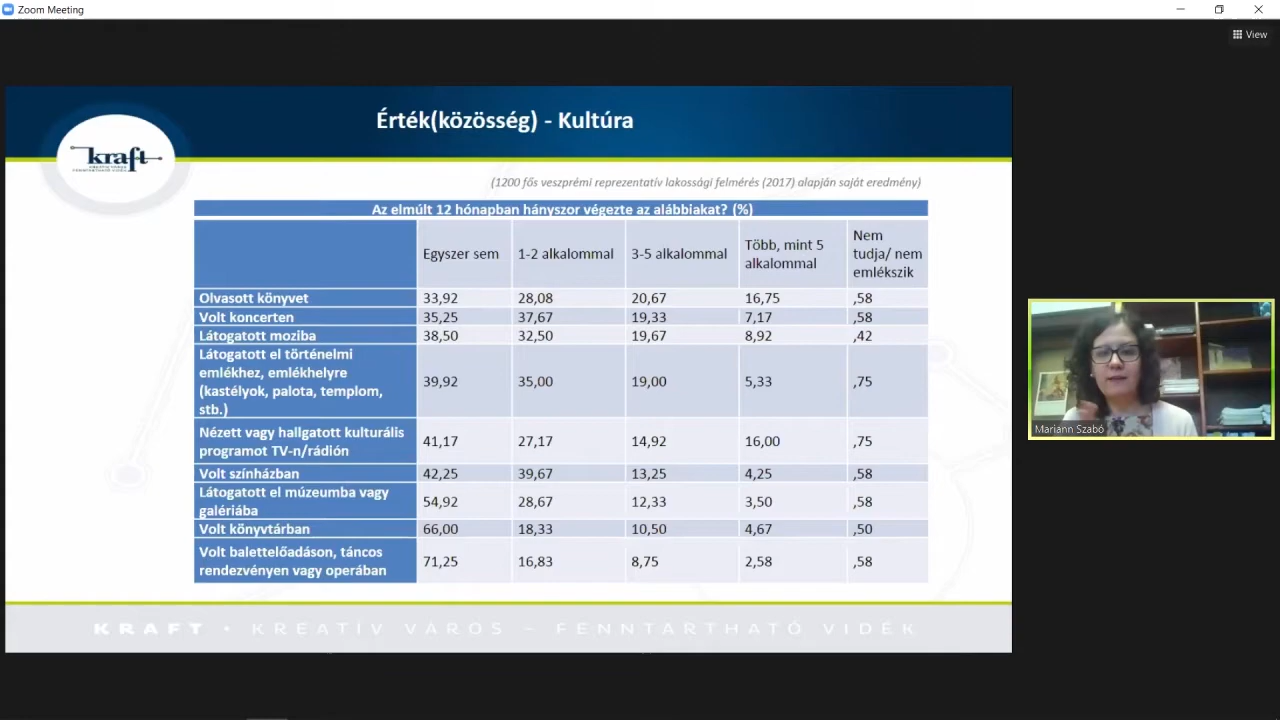 Zoom Meeting
View
Érték(közösség) - Kultúra
kraft
(1200 fős veszprémi reprezentatív lakossági felmérés (2017) alapján saját eredmény)
Az elmúlt 12 hónapban hányszor végezte az alábbiakat? (%)
Egyszer sem 1-2 alkalommal 3-5 alkalommal Több, mint 5 alkalommal Nem tudja/ nem emlékszik
Olvasott könyvet 33,92 28,08 20,67 16,75 ,58
Volt koncerten 35,25 37,67 19,33 7,17 ,58
Látogatott moziba 38,50 32,50 19,67 8,92 ,42
Látogatott el történelmi
emlékhez, emlékhelyre
(kastélyok, palota, templom,
stb.)
39,92 35,00 19,00 5,33 ,75
Nézett vagy hallgatott kulturális
programot TV-n/rádión
41,17 27,17 14,92 16,00 ,75
Volt színházban 42,25 39,67 13,25 4,25 ,58
Látogatott el múzeumba vagy
galériába
54,92 28,67 12,33 3,50 ,58
Volt könyvtárban 66,00 18,33 10,50 4,67 ,50
Volt balettelőadáson, táncos
rendezvényen vagy operában
71,25 16,83 8,75 2,58 ,58
Mariann Szabó
KRAFT • KREATÍV VÁROS – FENNTARTHATÓ VIDÉK